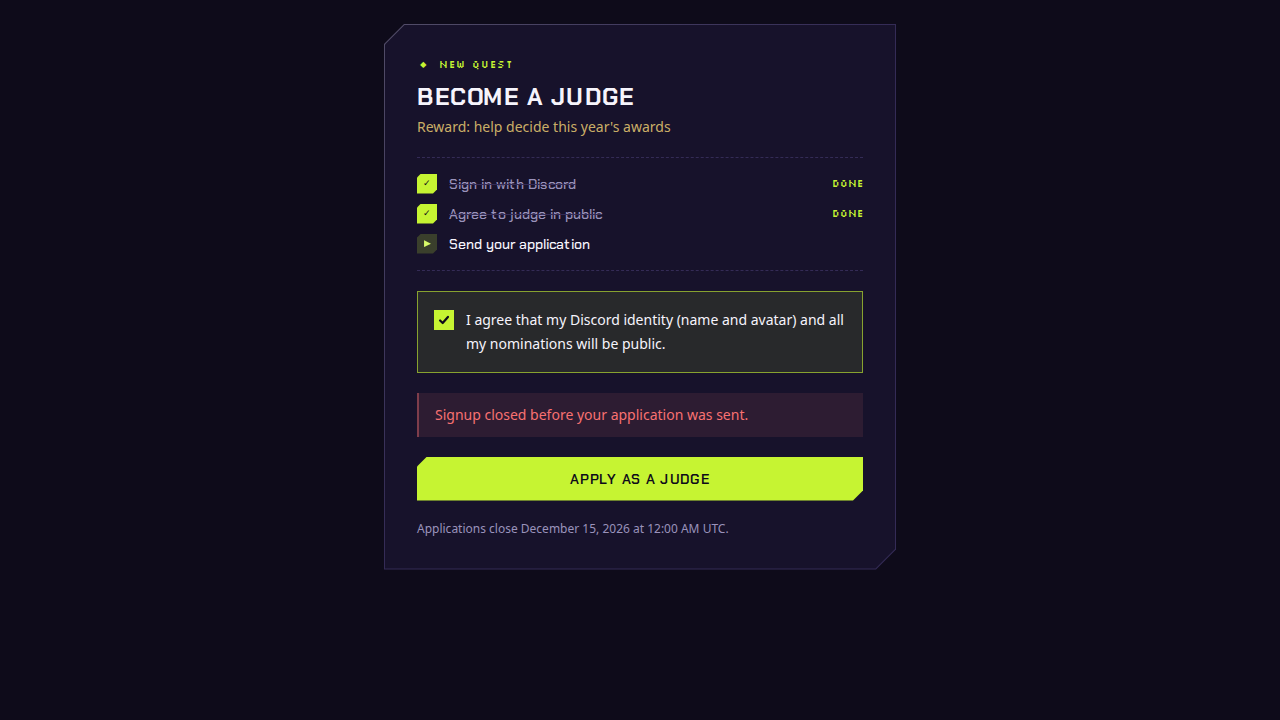 NEW QUEST
BECOME A JUDGE
Reward: help decide this year's awards
Sign in with Discord DONE
Agree to judge in public DONE
Send your application
I agree that my Discord identity (name and avatar) and all
my nominations will be public.
Signup closed before your application was sent.
APPLY AS A JUDGE
Applications close December 15, 2026 at 12:00 AM UTC.